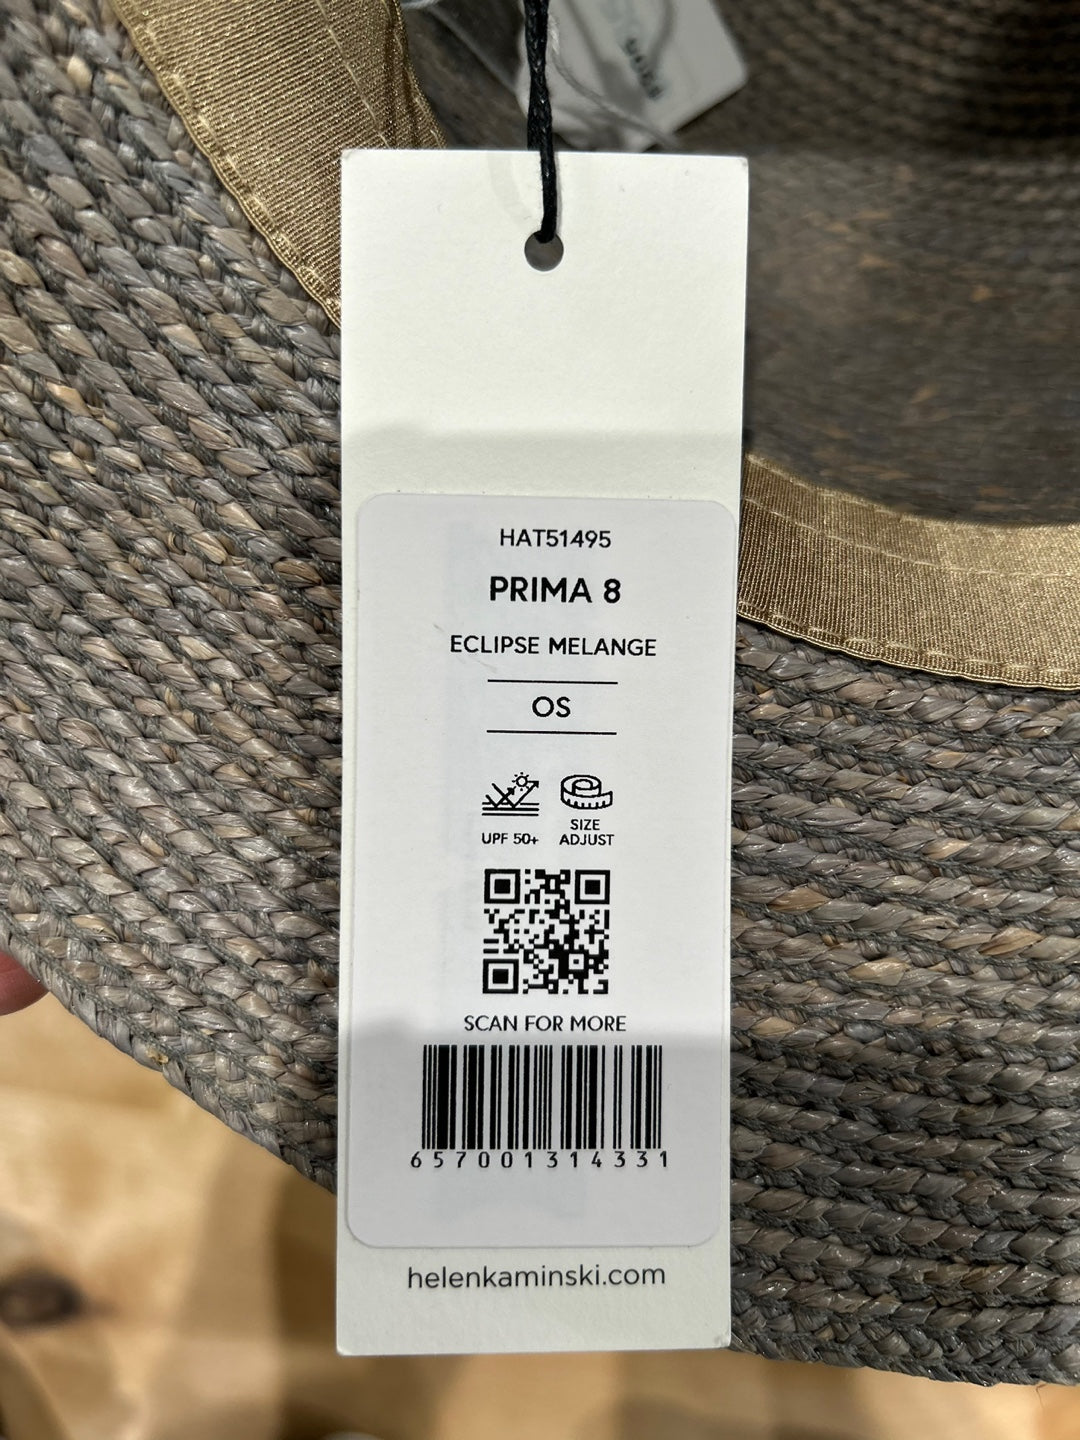 HAT51495
PRIMA 8
ECLIPSE MELANGE
OS
UPF 50+
SIZE
ADJUST
SCAN FOR MORE
657001314331
helenkaminski.com